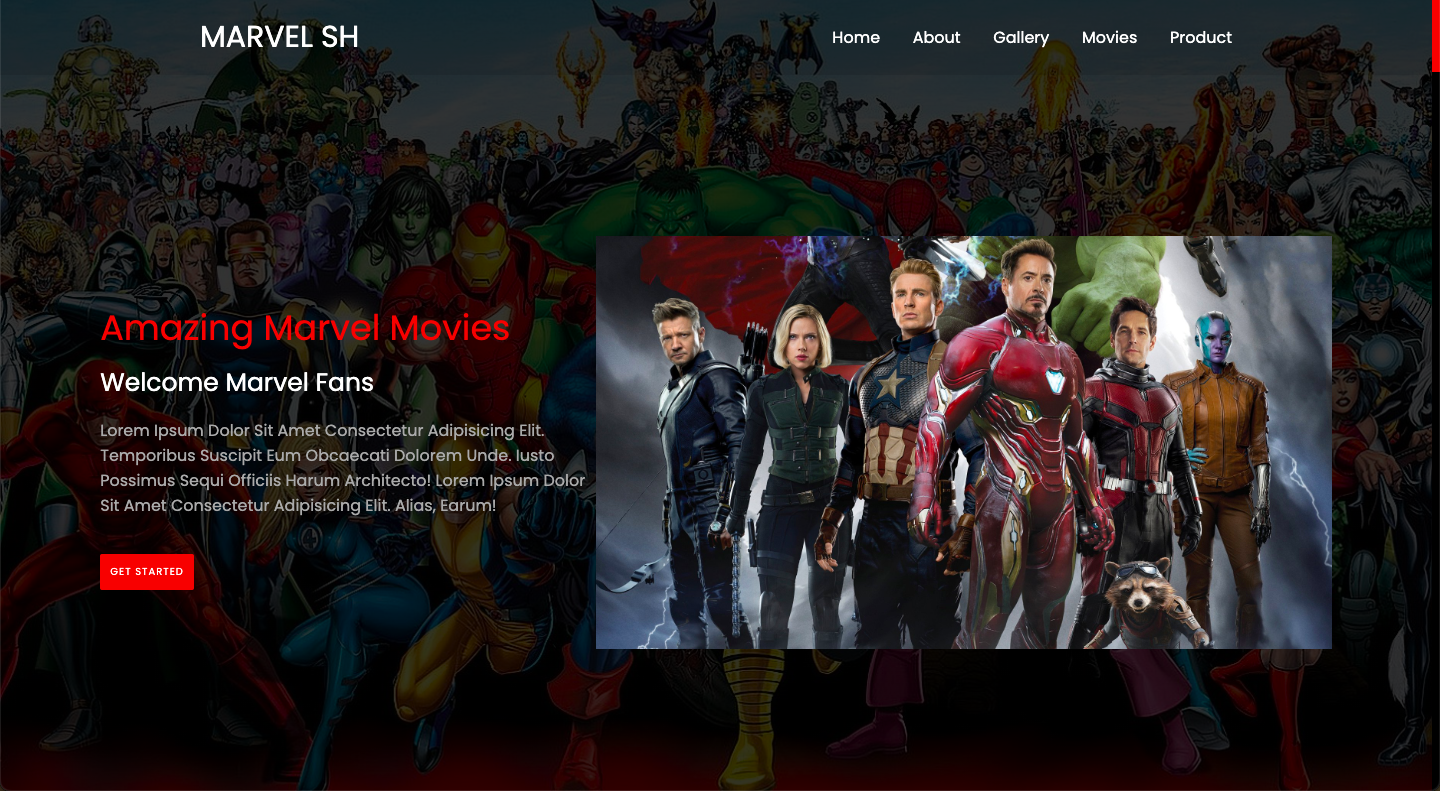 MARVEL SH
Home About Gallery Movies Product
Amazing Marvel Movies
Welcome Marvel Fans
Lorem Ipsum Dolor Sit Amet Consectetur Adipisicing Elit.
Temporibus Suscipit Eum Obcaecati Dolorem Unde. Iusto
Possimus Sequi Officiis Harum Architecto! Lorem Ipsum Dolor
Sit Amet Consectetur Adipisicing Elit. Alias, Earum!
GET STARTED